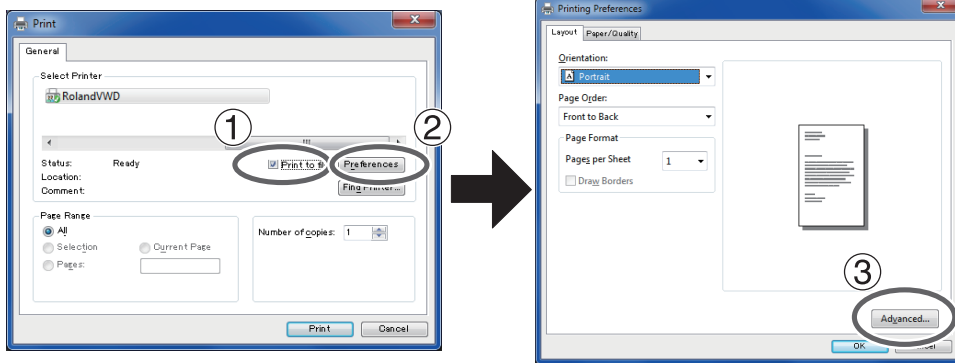 Print
General
Select Printer
RolandVWD
1
2
Status: Ready
Print to fi
Preferences
Location:
Comment:
Find Printer...
Page Range
All
Selection
Current Page
Pages:
Number of copies: 1
Print
Cancel
Printing Preferences
Layout
Paper/Quality
Orientation:
Portrait
Page Order:
Front to Back
Page Format
Pages per Sheet 1
Draw Borders
3
Advanced...
OK